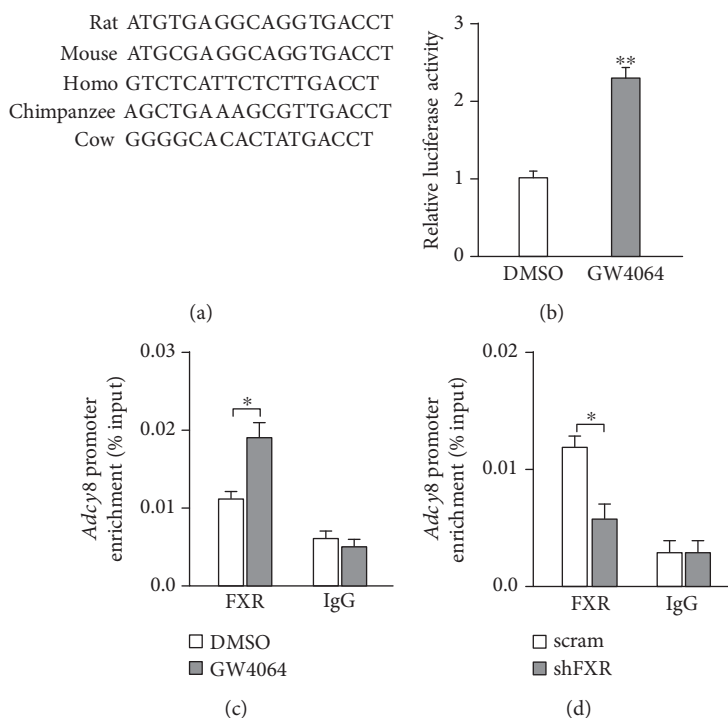 Rat ATGTGAGGCAGGTGACCT
Mouse ATGCGAGGCAGGTGACCT
Homo GTCTCATTCTCTTGACCT
Chimpanzee AGCTGAAAGCGTTGACCT
Cow GGGGCACACTATGACCT
(a)
Relative luciferase activity
3
2
1
0
**
DMSO GW4064
(b)
Adcy8 promoter
enrichment (% input)
0.03
0.02
0.01
0.0
*
FXR IgG
DMSO
GW4064
(c)
Adcy8 promoter
enrichment (% input)
0.02
0.01
0.0
*
FXR IgG
scram
shFXR
(d)